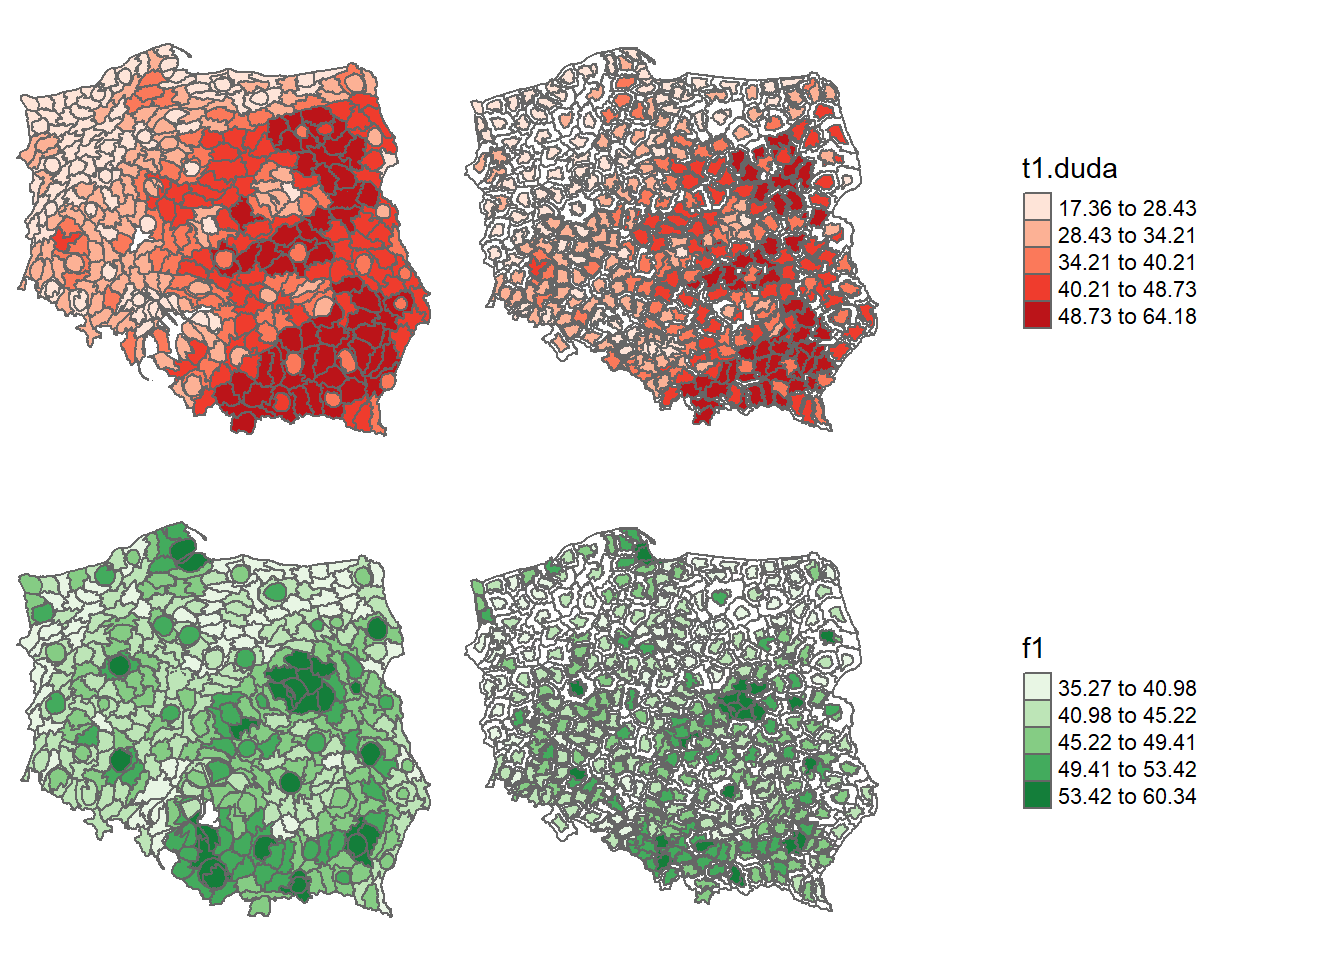 t1.duda
17.36 to 28.43
28.43 to 34.21
34.21 to 40.21
40.21 to 48.73
48.73 to 64.18
f1
35.27 to 40.98
40.98 to 45.22
45.22 to 49.41
49.41 to 53.42
53.42 to 60.34